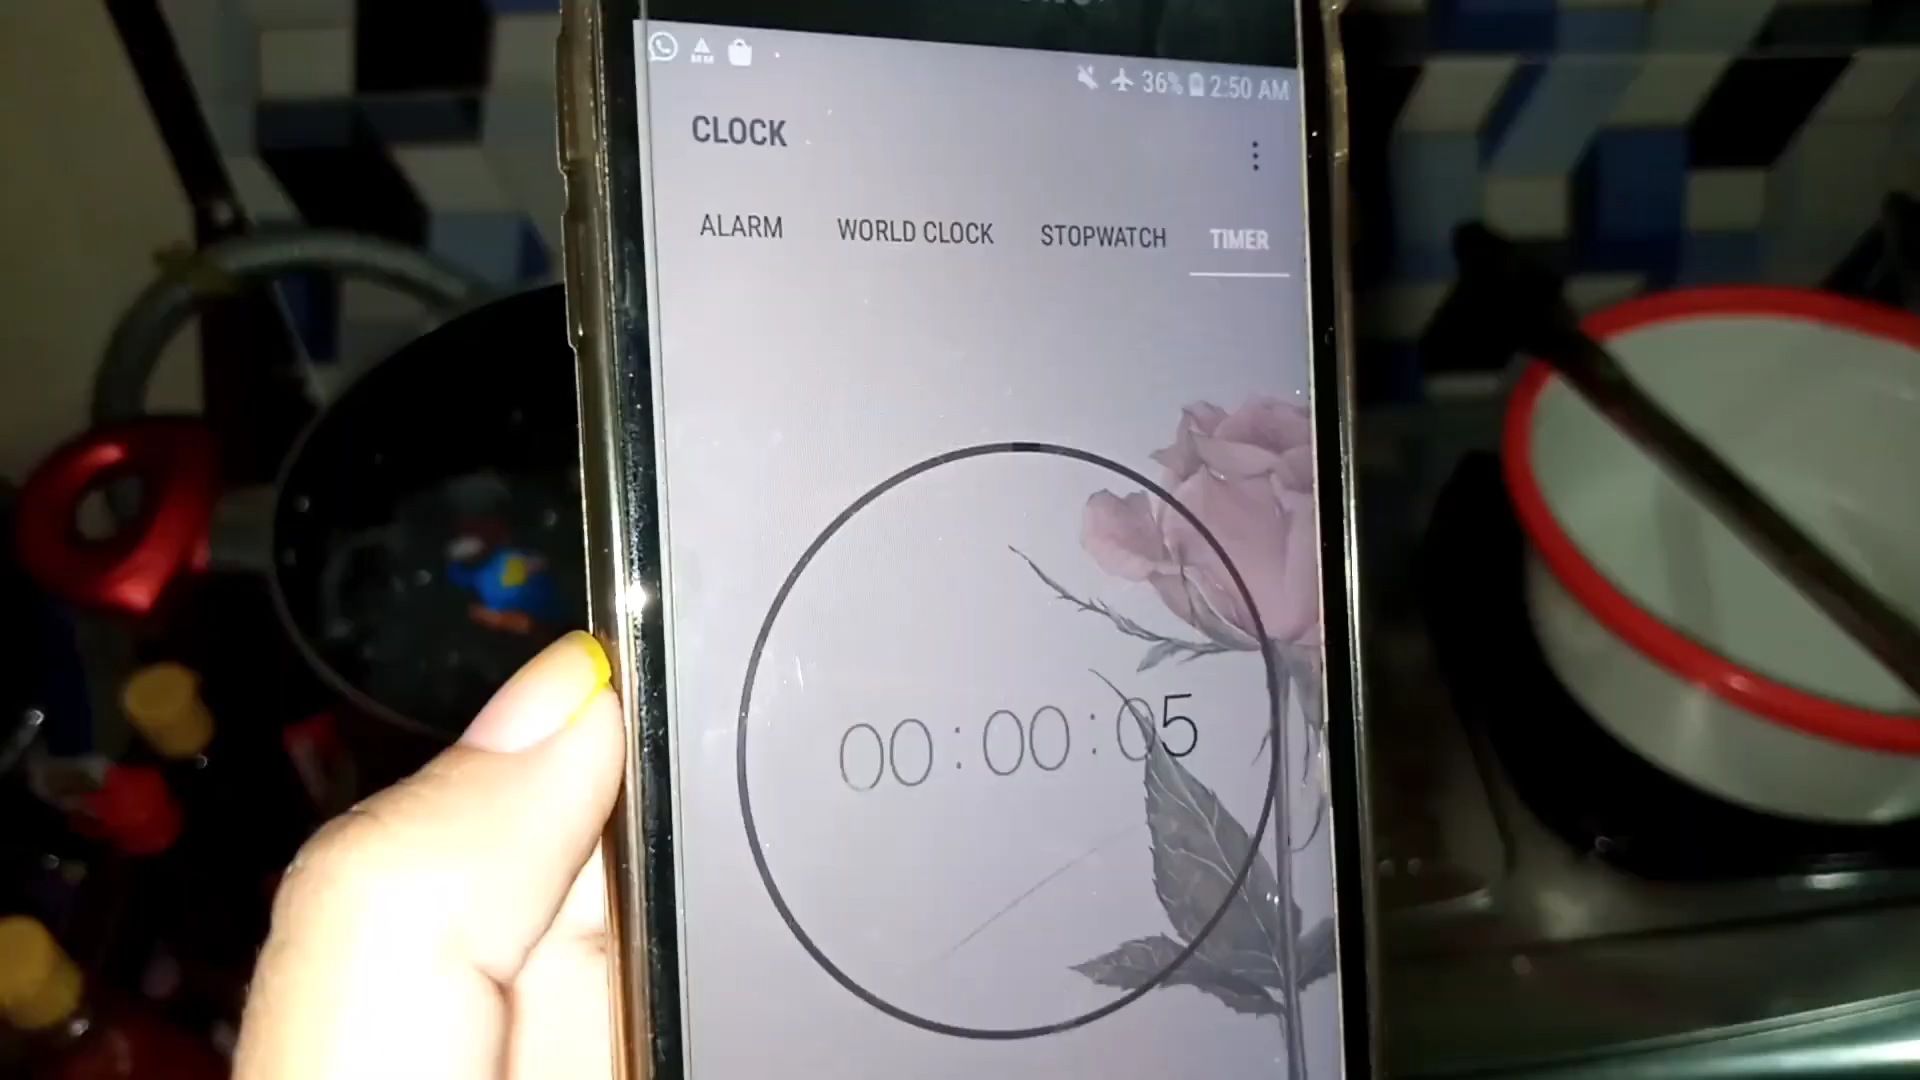 36% 2:50 AM
CLOCK
ALARM WORLD CLOCK STOPWATCH TIMER
00:00:05